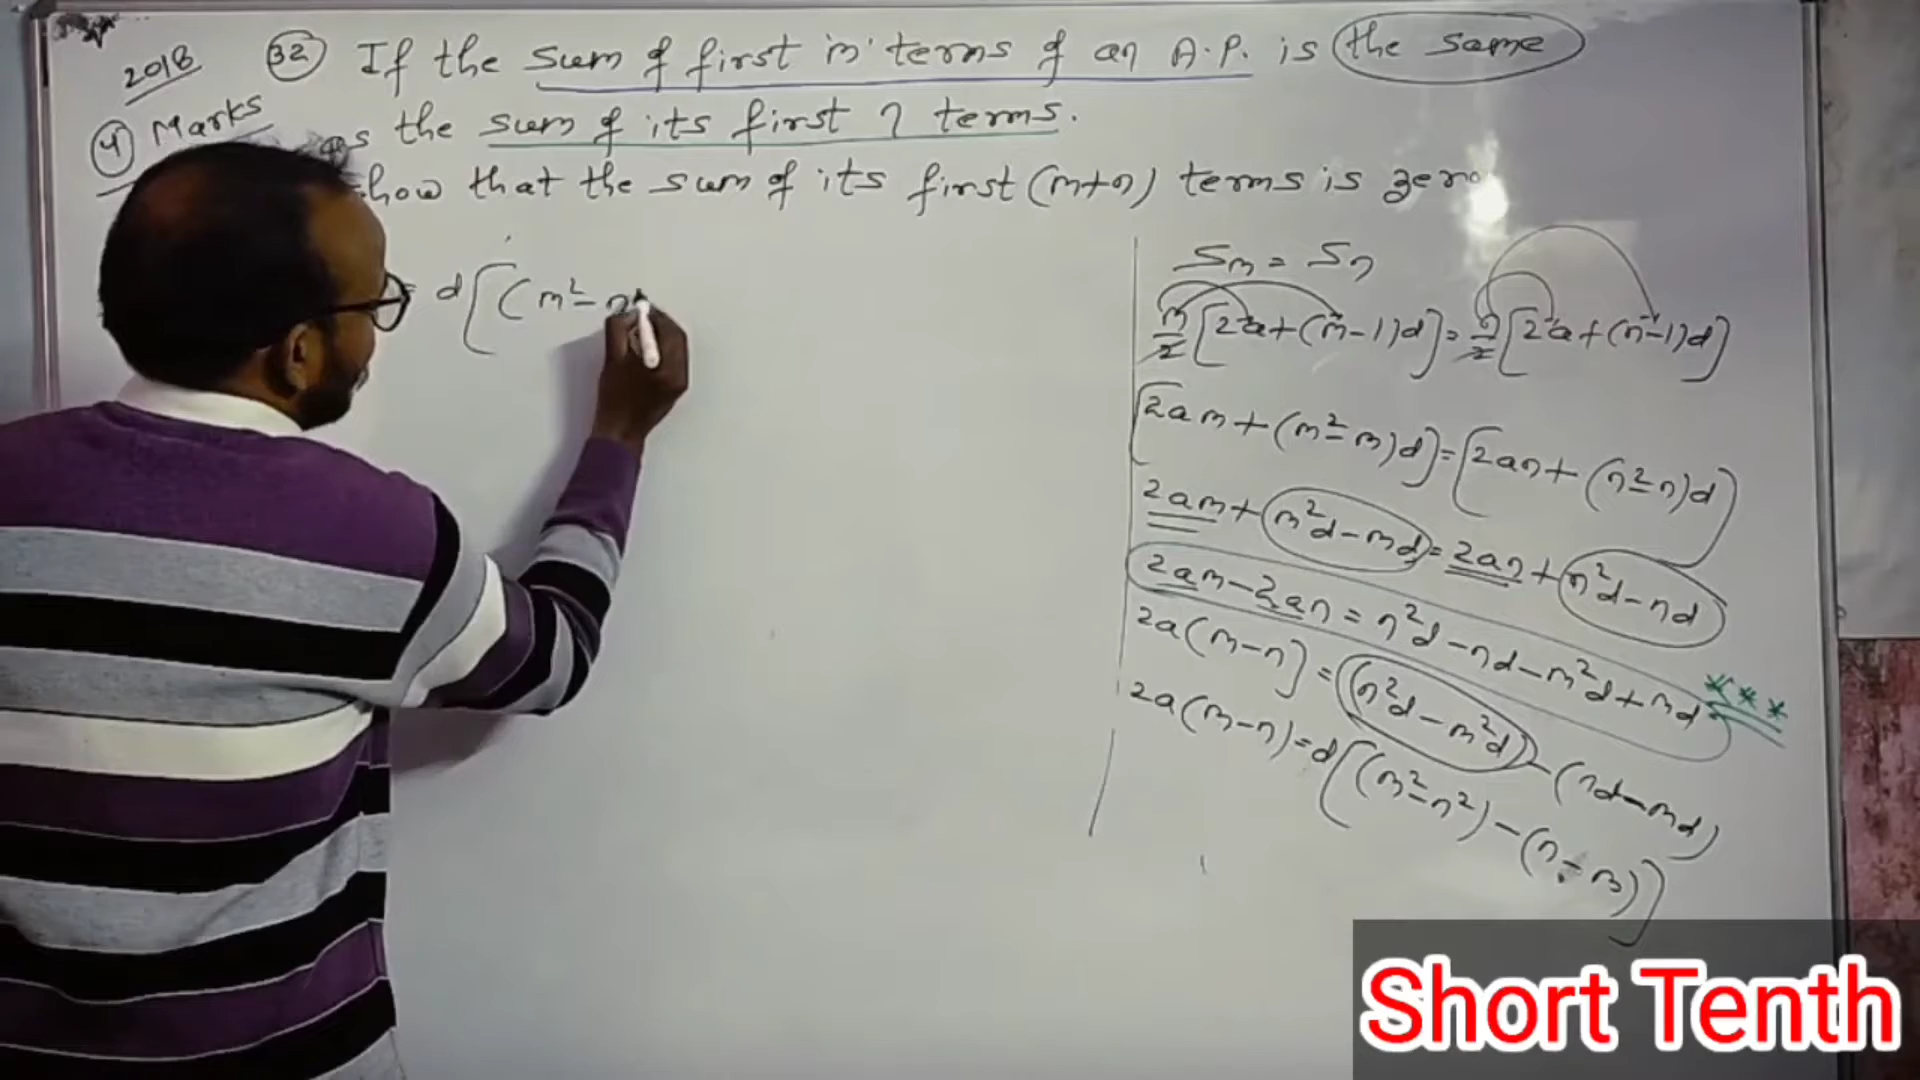 2018
32 If the sum of first 'm' terms of an A.P. is the same
4 Marks
as the sum of its first n terms.
how that the sum of its first (m+n) terms is zero
= d[(m²-n
Sm = Sn
m/2[2a+(m-1)d] = n/2[2a+(n-1)d]
[2am+(m²-m)d] = [2an+(n²-n)d]
2am+m²d-md = 2an+n²d-nd
2am-2an = n²d-nd-m²d+md
2a(m-n] = (n²d-m²d)-(nd-md)
2a(m-n) = d[(m²-n²)-(n-m)]
Short Tenth